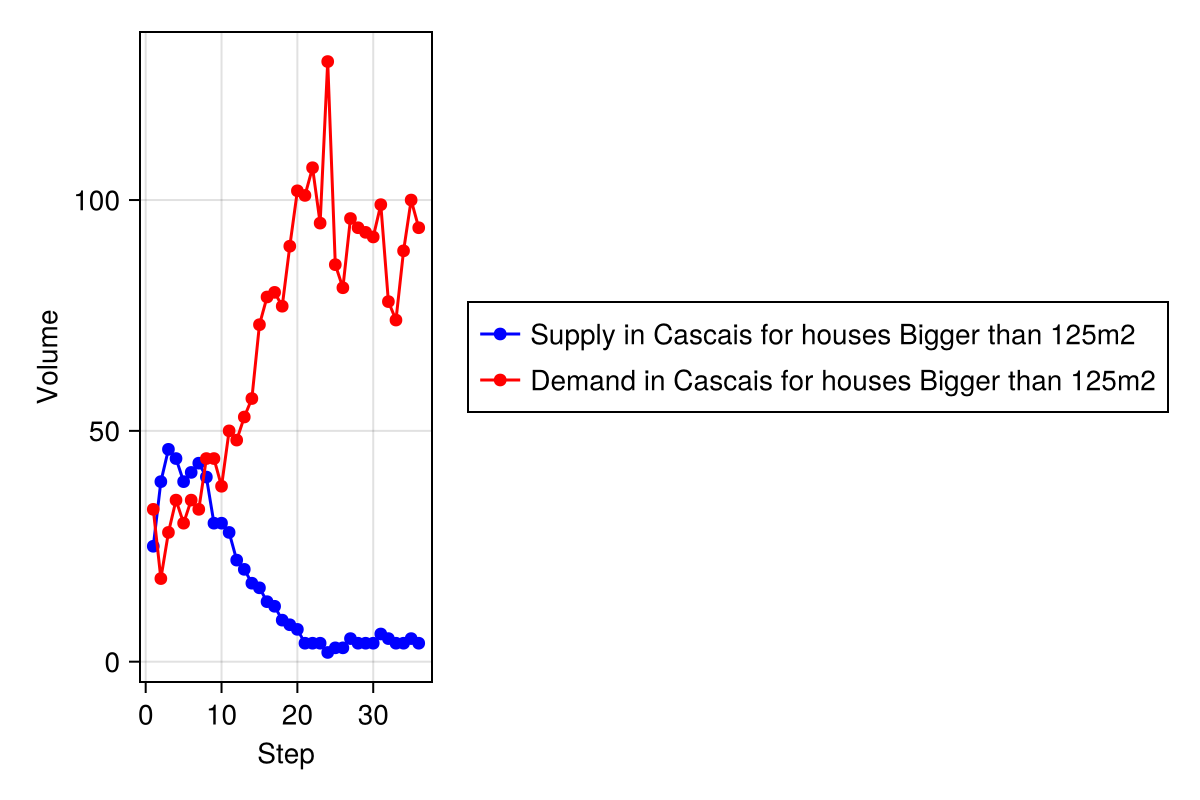 Volume
100
50
0
0 10 20 30
Step
Supply in Cascais for houses Bigger than 125m2
Demand in Cascais for houses Bigger than 125m2